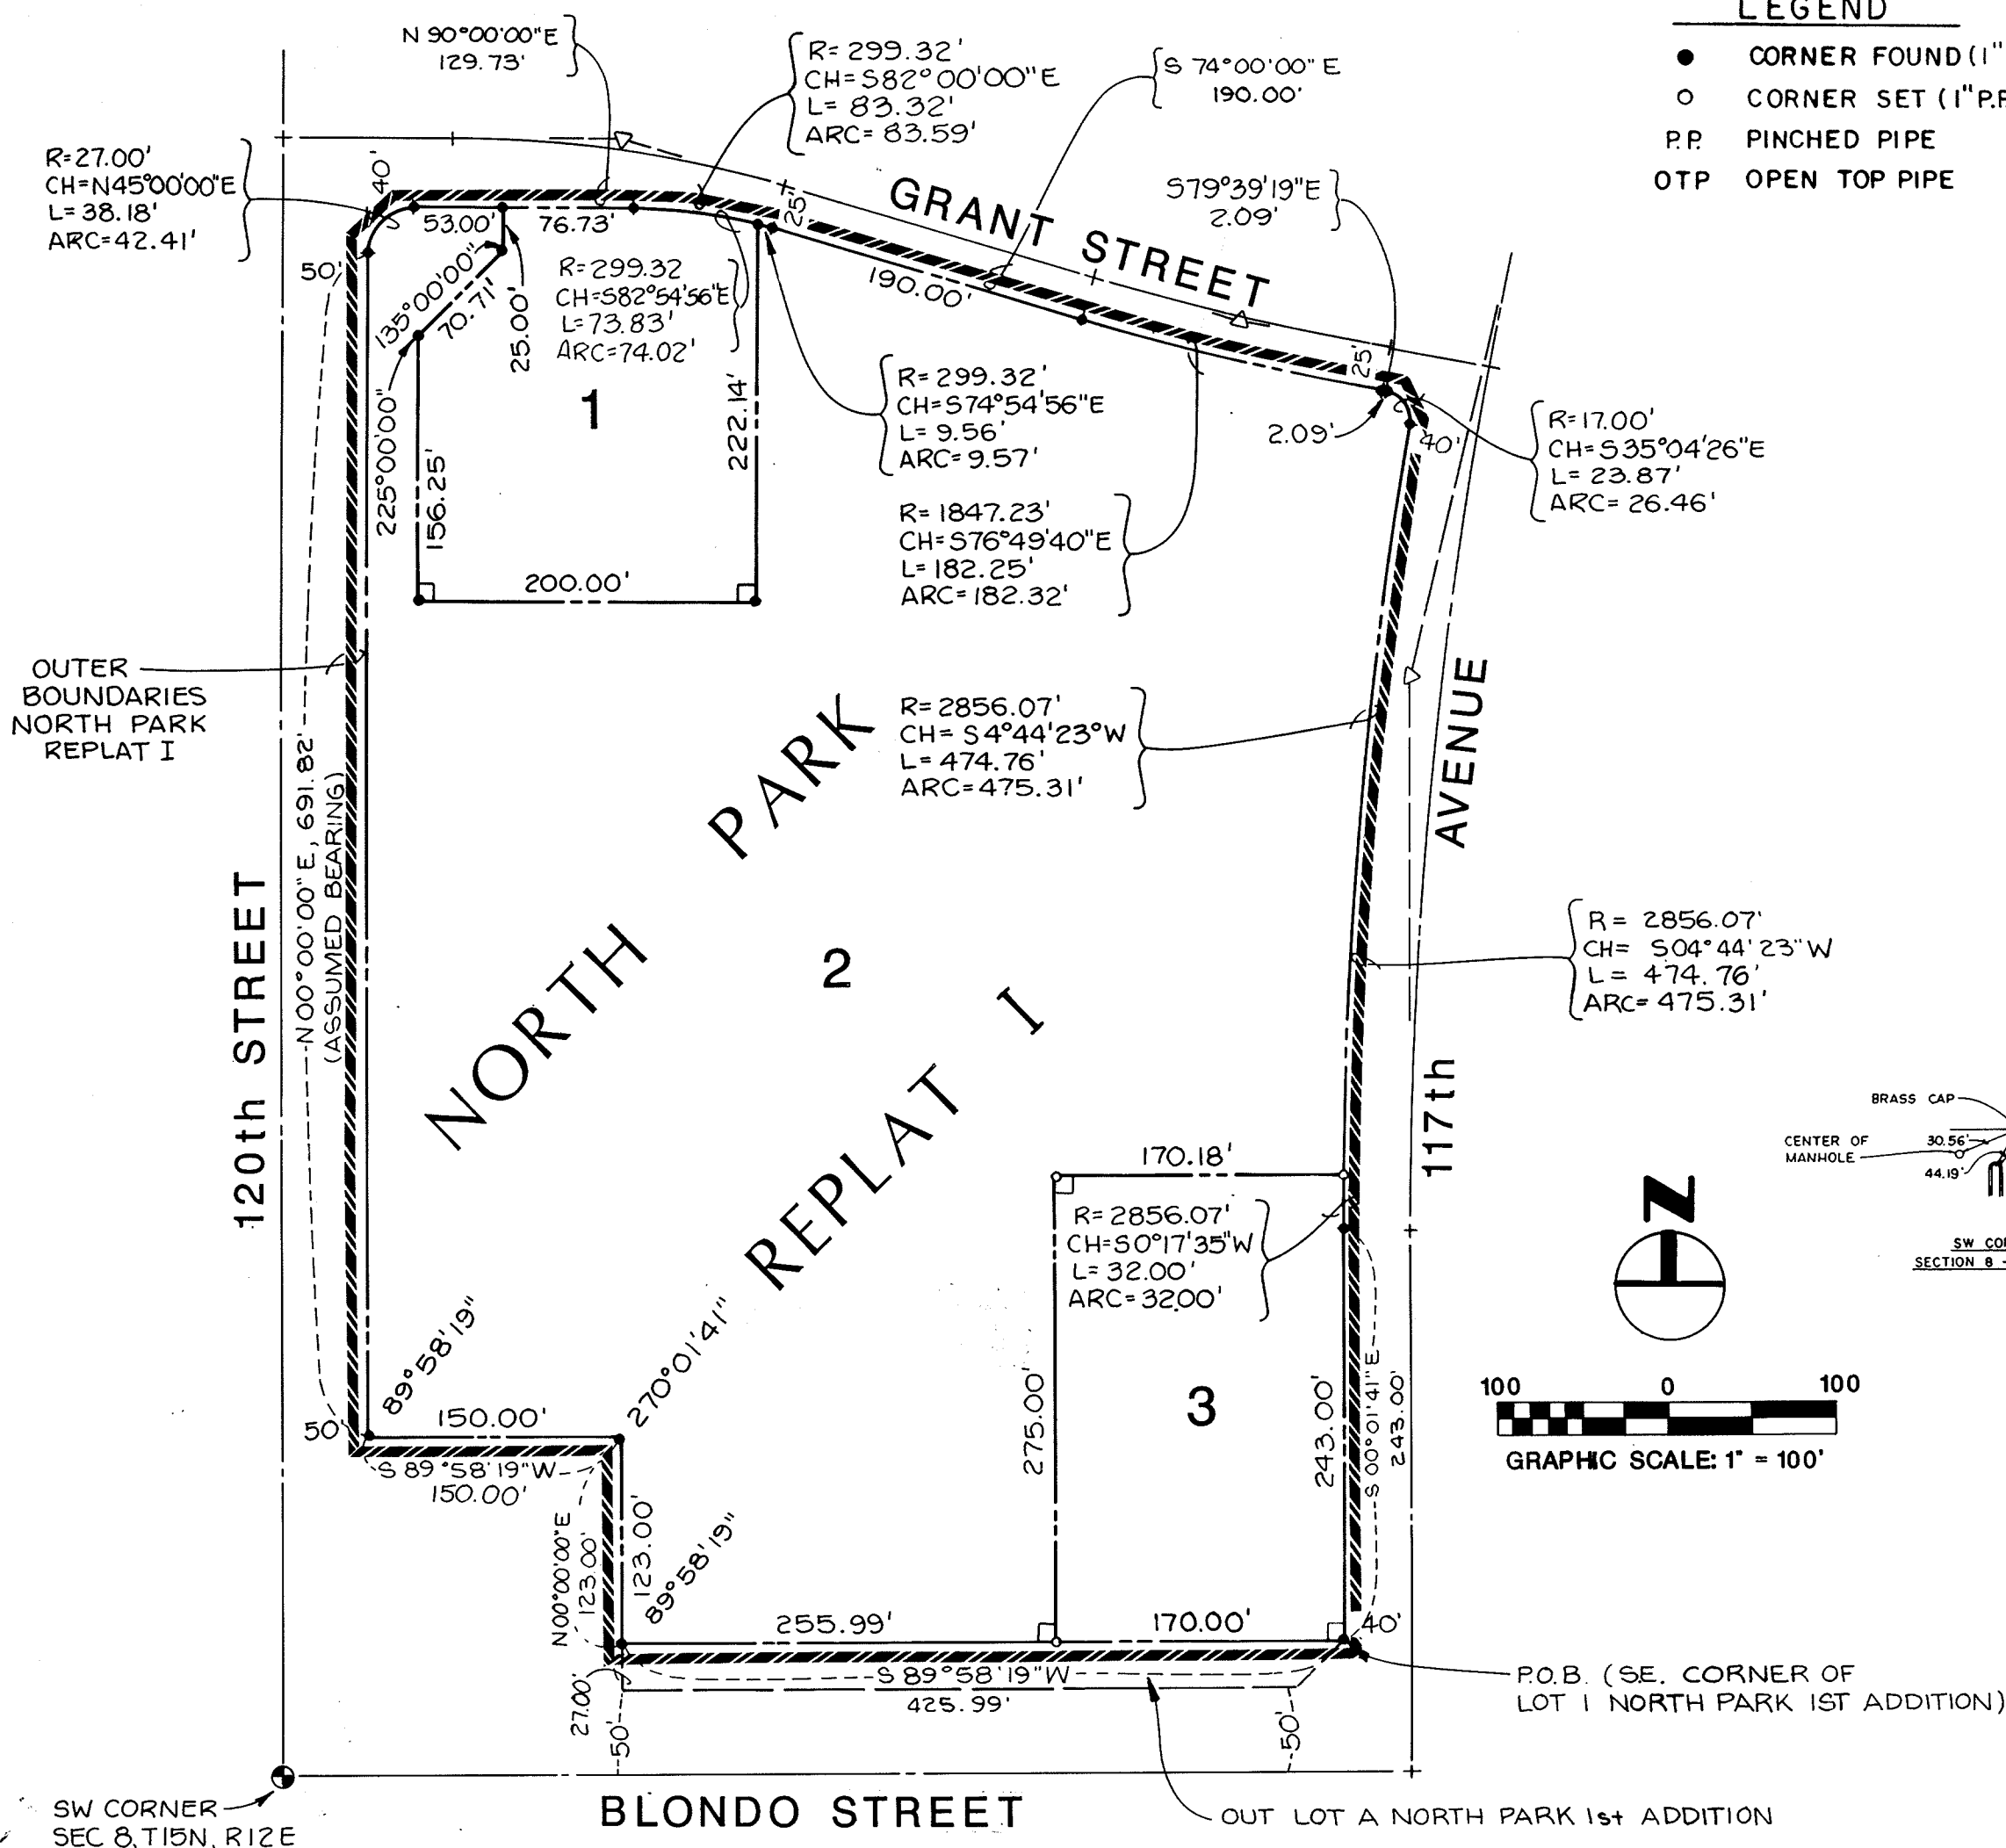 LEGEND
● CORNER FOUND (1"
○ CORNER SET (1" P.P.
P.P. PINCHED PIPE
OTP OPEN TOP PIPE
N 90°00'00"E
129.73'
R= 299.32'
CH= S82°00'00"E
L= 83.32'
ARC= 83.59'
S 74°00'00" E
190.00'
R=27.00'
CH=N45°00'00"E
L=38.18'
ARC=42.41'
40'
50'
53.00'
76.73'
25'
GRANT STREET
S79°39'19"E
2.09'
135°00'00"
70.71'
25.00'
R=299.32
CH=S82°54'56"E
L=73.83'
ARC=74.02'
190.00'
25'
225°00'00"
156.25'
1
222.14'
200.00'
R=299.32'
CH=S74°54'56"E
L= 9.56'
ARC=9.57'
2.09'
40'
R=17.00'
CH=S35°04'26"E
L= 23.87'
ARC= 26.46'
R= 1847.23'
CH=S76°49'40"E
L=182.25'
ARC=182.32'
OUTER
BOUNDARIES
NORTH PARK
REPLAT I
R= 2856.07'
CH= S4°44'23°W
L= 474.76'
ARC=475.31'
N00°00'00"E, 691.82'
(ASSUMED BEARING)
120th STREET
NORTH PARK
REPLAT I
2
117th AVENUE
R= 2856.07'
CH= S04°44'23"W
L= 474.76'
ARC= 475.31'
BRASS CAP
CENTER OF
MANHOLE
30.56'
44.19'
SW CO
SECTION 8 -
N
170.18'
R= 2856.07'
CH=S0°17'35"W
L= 32.00'
ARC=32.00'
275.00'
3
243.00'
S 00°01'41"E
243.00'
100 0 100
GRAPHIC SCALE: 1" = 100'
89°58'19"
50'
150.00'
270°01'41"
S 89°58'19"W
150.00'
N00°00'00"E
123.00'
123.00'
89°58'19"
255.99'
170.00'
40'
S 89°58'19"W
425.99'
27.00'
50'
50'
P.O.B. (SE. CORNER OF
LOT 1 NORTH PARK 1ST ADDITION)
SW CORNER
SEC 8, T15N, R12E
BLONDO STREET
OUT LOT A NORTH PARK 1st ADDITION